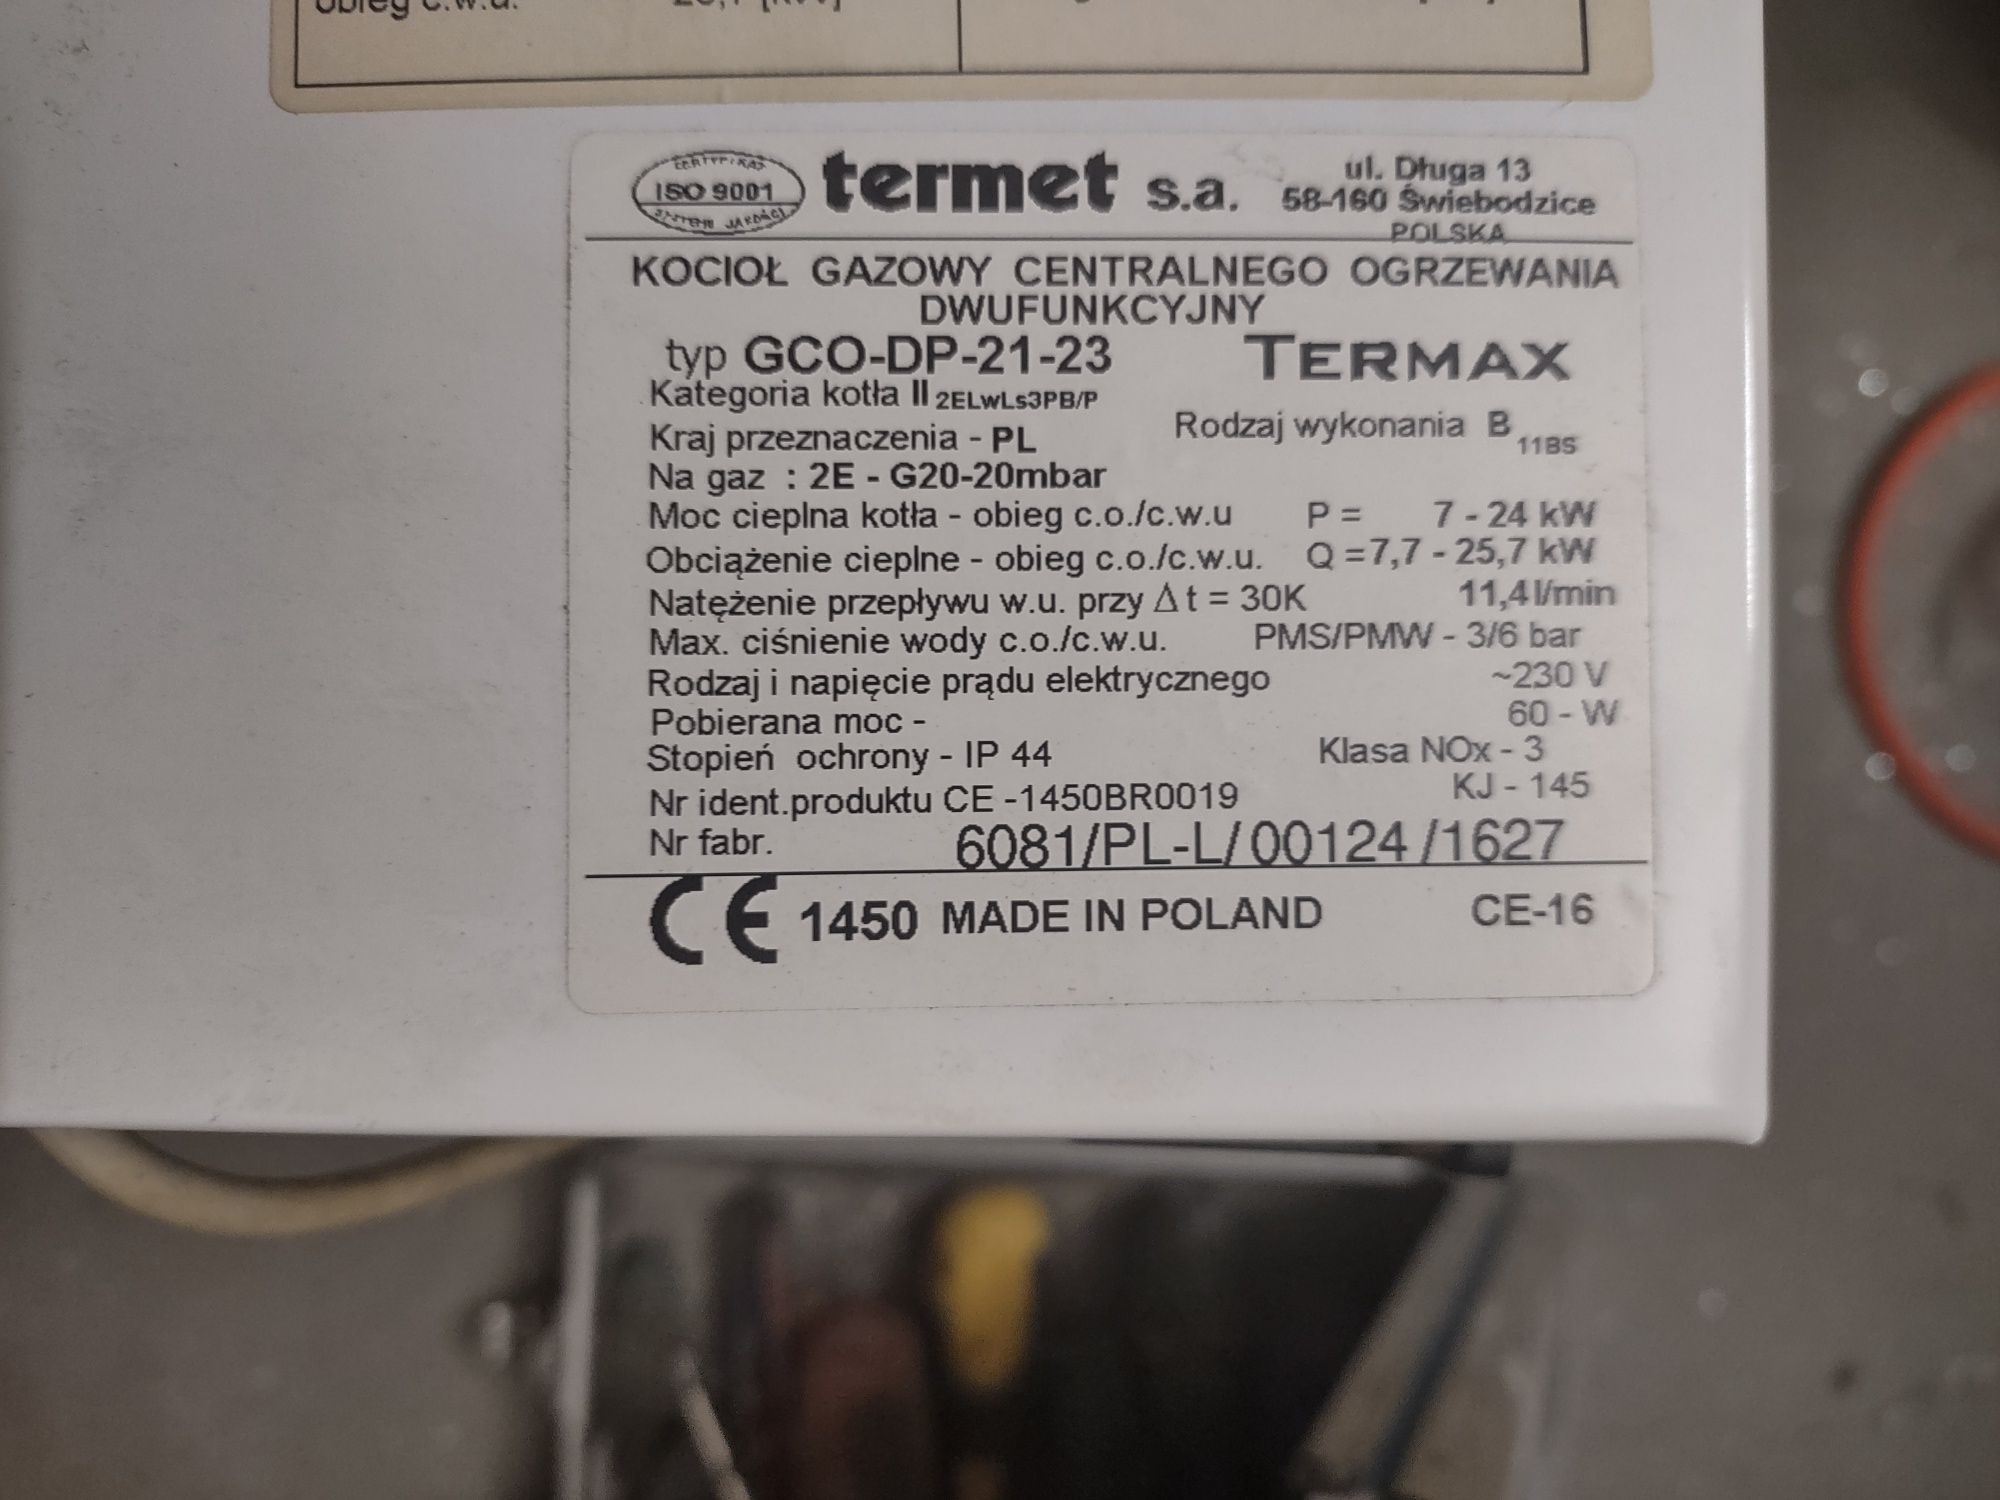 obieg c.w.u.
CERTYFIKAT
ISO 9001
SYSTEMU JAKOŚCI
termet s.a.
ul. Długa 13
58-160 Świebodzice
POLSKA
KOCIOŁ GAZOWY CENTRALNEGO OGRZEWANIA
DWUFUNKCYJNY
typ GCO-DP-21-23 TERMAX
Kategoria kotła II 2ELwLs3PB/P
Kraj przeznaczenia - PL Rodzaj wykonania B 11BS
Na gaz : 2E - G20-20mbar
Moc cieplna kotła - obieg c.o./c.w.u P = 7 - 24 kW
Obciążenie cieplne - obieg c.o./c.w.u. Q =7,7 - 25,7 kW
Natężenie przepływu w.u. przy Δt = 30K 11,4 l/min
Max. ciśnienie wody c.o./c.w.u. PMS/PMW - 3/6 bar
Rodzaj i napięcie prądu elektrycznego ~230 V
Pobierana moc - 60 - W
Stopień ochrony - IP 44 Klasa NOx - 3
Nr ident.produktu CE -1450BR0019 KJ - 145
Nr fabr. 6081/PL-L/00124/1627
CE 1450 MADE IN POLAND CE-16